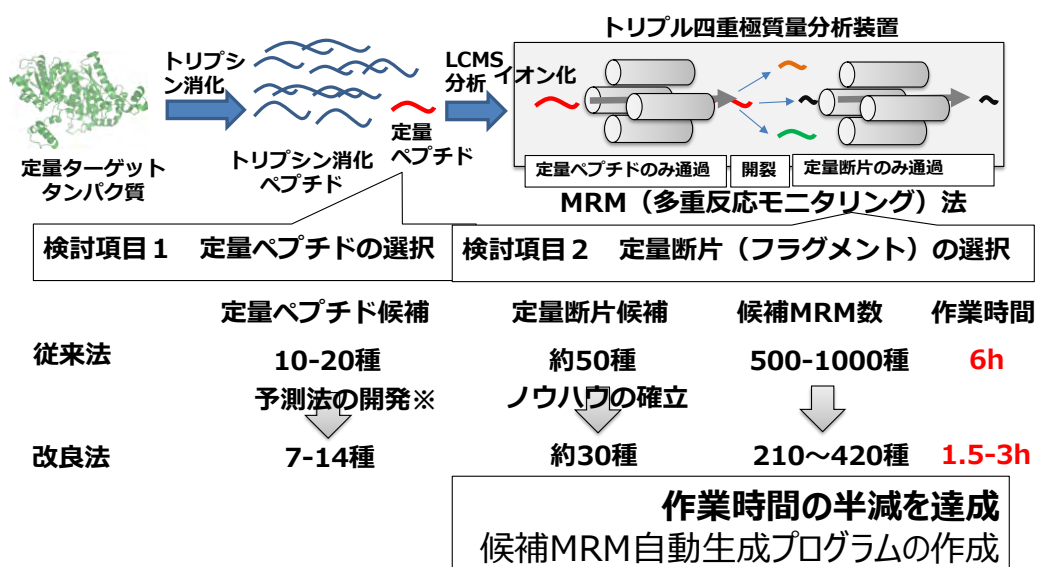 トリプル四重極質量分析装置
トリプシ
ン消化
LCMS
分析
イオン化
定量
ペプチド
定量ターゲット
タンパク質
トリプシン消化
ペプチド
定量ペプチドのみ通過
開裂
定量断片のみ通過
MRM（多重反応モニタリング）法
検討項目１　定量ペプチドの選択
検討項目２　定量断片（フラグメント）の選択
定量ペプチド候補
定量断片候補
候補MRM数
作業時間
従来法
10-20種
約50種
500-1000種
6h
予測法の開発※
ノウハウの確立
改良法
7-14種
約30種
210～420種
1.5-3h
作業時間の半減を達成
候補MRM自動生成プログラムの作成